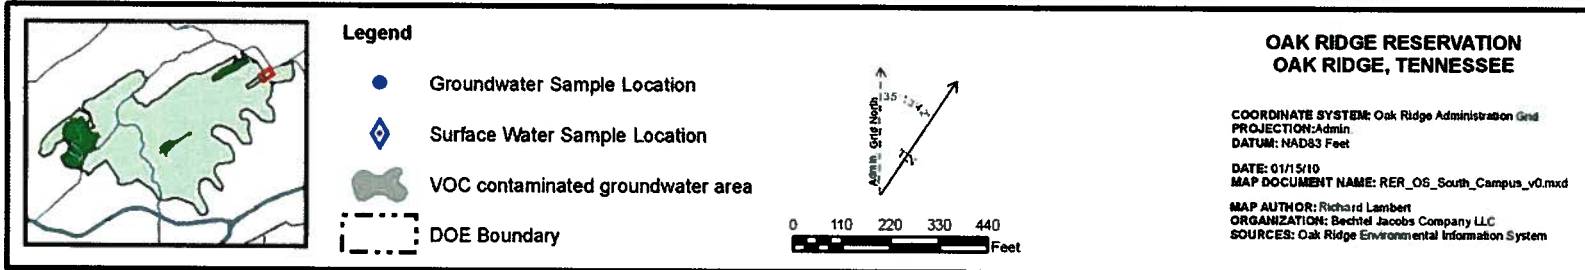 Legend
Groundwater Sample Location
Surface Water Sample Location
VOC contaminated groundwater area
DOE Boundary
Admin Grid North
0 110 220 330 440
Feet
OAK RIDGE RESERVATION
OAK RIDGE, TENNESSEE
COORDINATE SYSTEM: Oak Ridge Administration Grid
PROJECTION:Admin
DATUM: NAD83 Feet
DATE: 01/15/10
MAP DOCUMENT NAME: RER_OS_South_Campus_v0.mxd
MAP AUTHOR: Richard Lambert
ORGANIZATION: Bechtel Jacobs Company LLC
SOURCES: Oak Ridge Environmental Information System